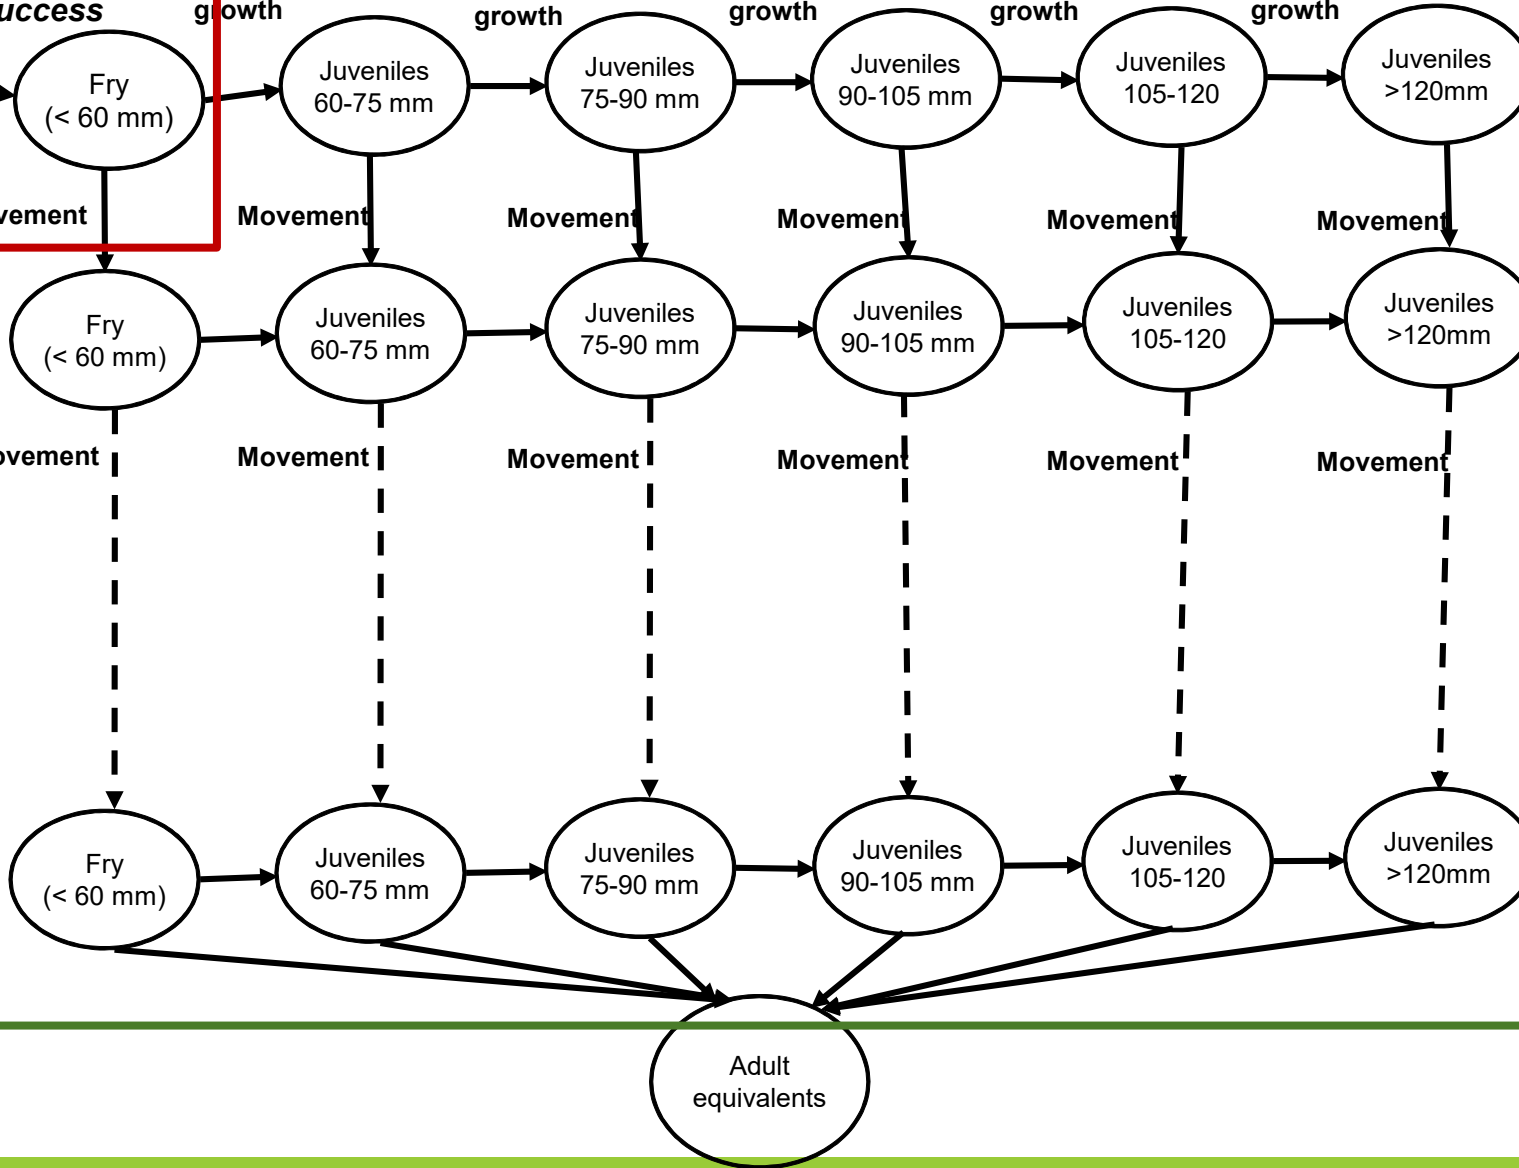 uccess
growth
growth
growth
growth
growth
Fry
(< 60 mm)
Juveniles
60-75 mm
Juveniles
75-90 mm
Juveniles
90-105 mm
Juveniles
105-120
Juveniles
>120mm
vement
Movement
Movement
Movement
Movement
Movement
Fry
(< 60 mm)
Juveniles
60-75 mm
Juveniles
75-90 mm
Juveniles
90-105 mm
Juveniles
105-120
Juveniles
>120mm
ovement
Movement
Movement
Movement
Movement
Movement
Fry
(< 60 mm)
Juveniles
60-75 mm
Juveniles
75-90 mm
Juveniles
90-105 mm
Juveniles
105-120
Juveniles
>120mm
Adult
equivalents